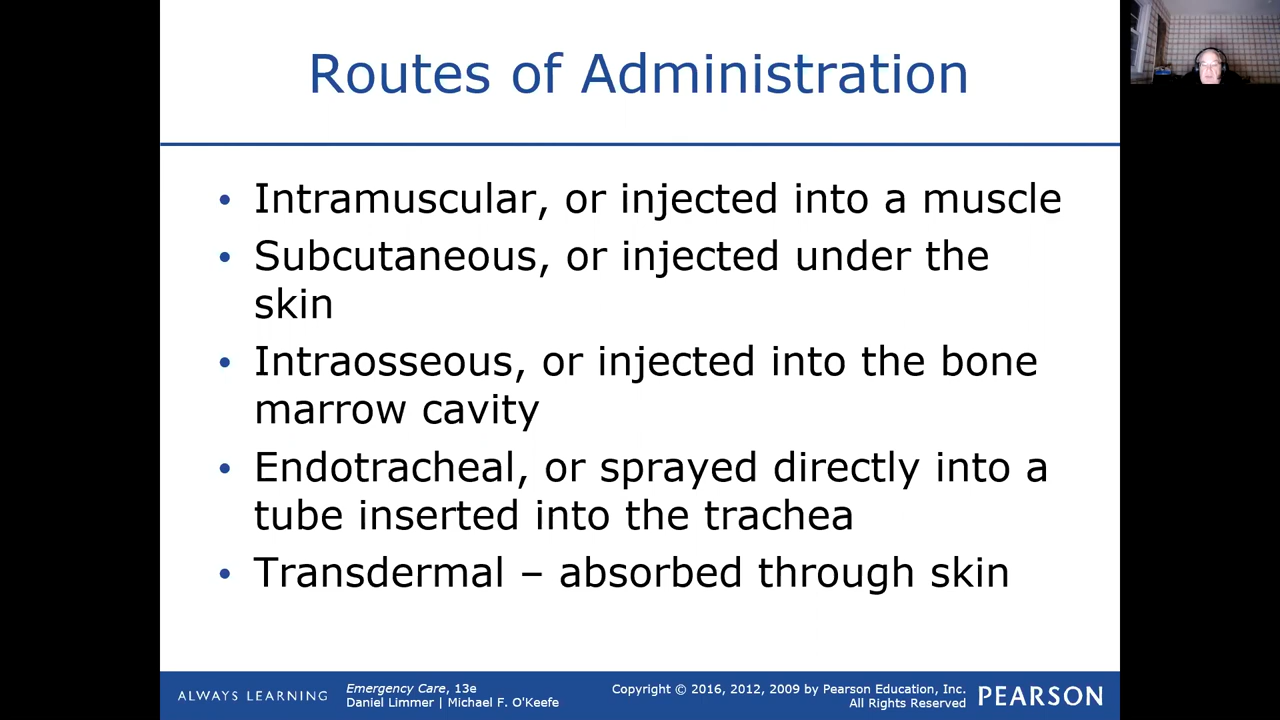 Routes of Administration
• Intramuscular, or injected into a muscle
• Subcutaneous, or injected under the
skin
• Intraosseous, or injected into the bone
marrow cavity
• Endotracheal, or sprayed directly into a
tube inserted into the trachea
• Transdermal – absorbed through skin
ALWAYS LEARNING
Emergency Care, 13e
Daniel Limmer | Michael F. O'Keefe
Copyright © 2016, 2012, 2009 by Pearson Education, Inc.
All Rights Reserved
PEARSON